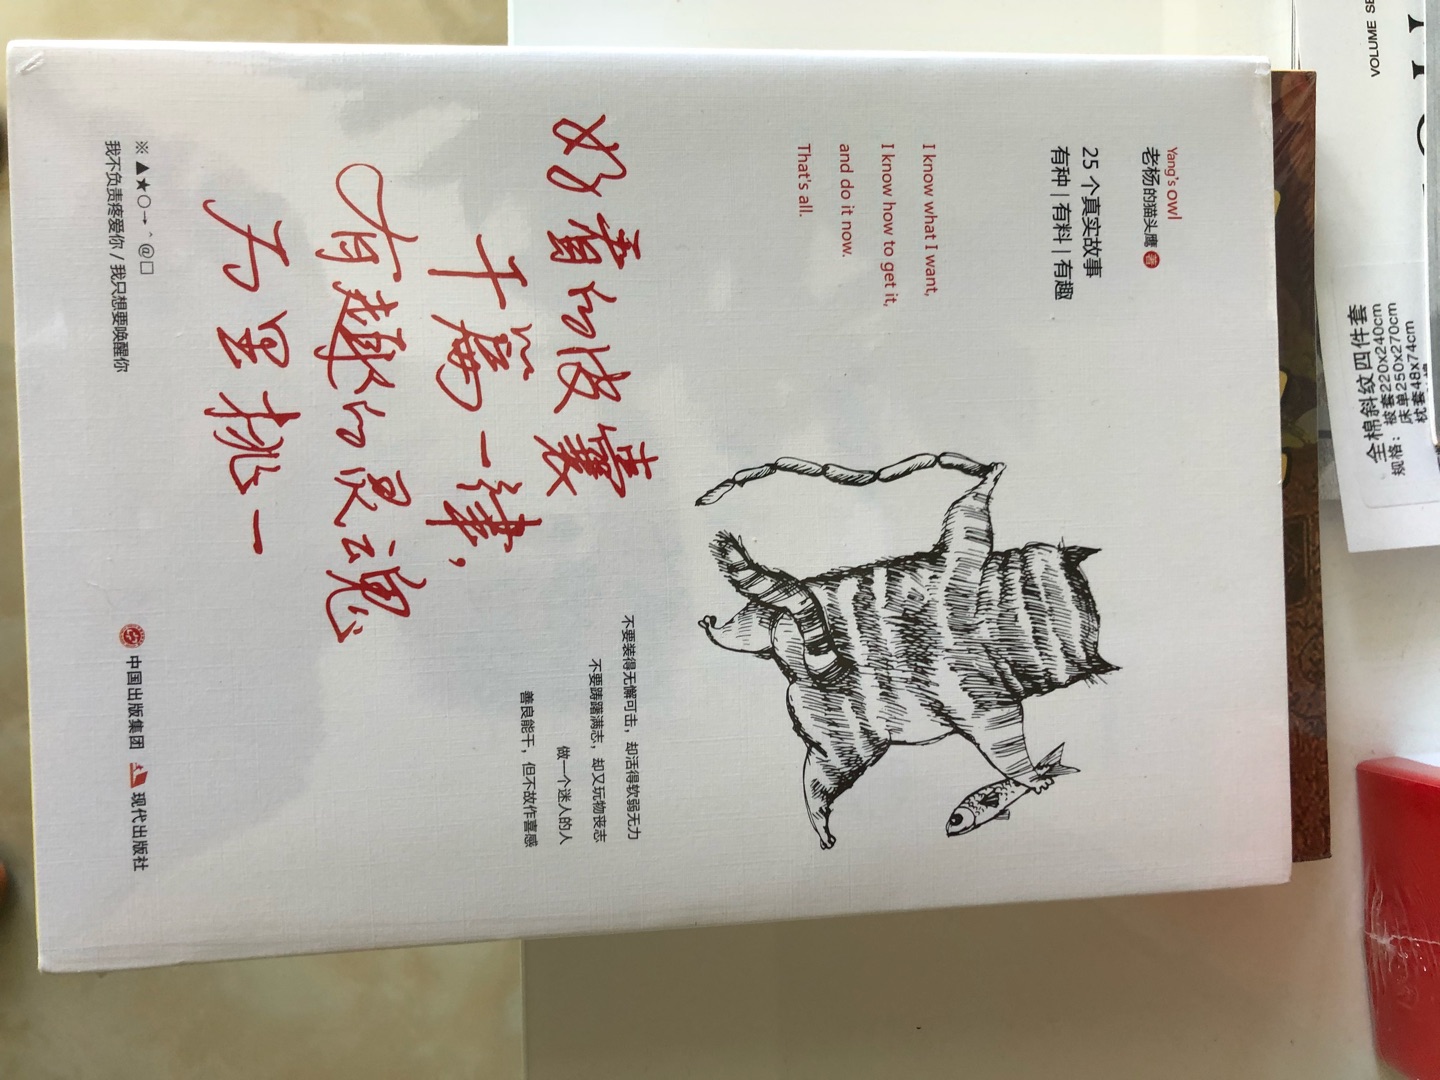 Yang's owl
老杨的猫头鹰 著
25 个真实故事
有种 | 有料 | 有趣
I know what I want,
I know how to get it,
and do it now.
That's all.
不要装得无懈可击，却活得软弱无力
不要踌躇满志，却又玩物丧志
做一个迷人的人
善良能干，但不故作喜感
好看的皮囊
千篇一律，
有趣的灵魂
万里挑一
※ ▲★○→ ＾@□
我不负责疼爱你 / 我只想要唤醒你
中国出版集团 现代出版社
VOLUME SE
全棉斜纹四件套
规格：被套220x240cm
床单250x270cm
枕套48x74cm